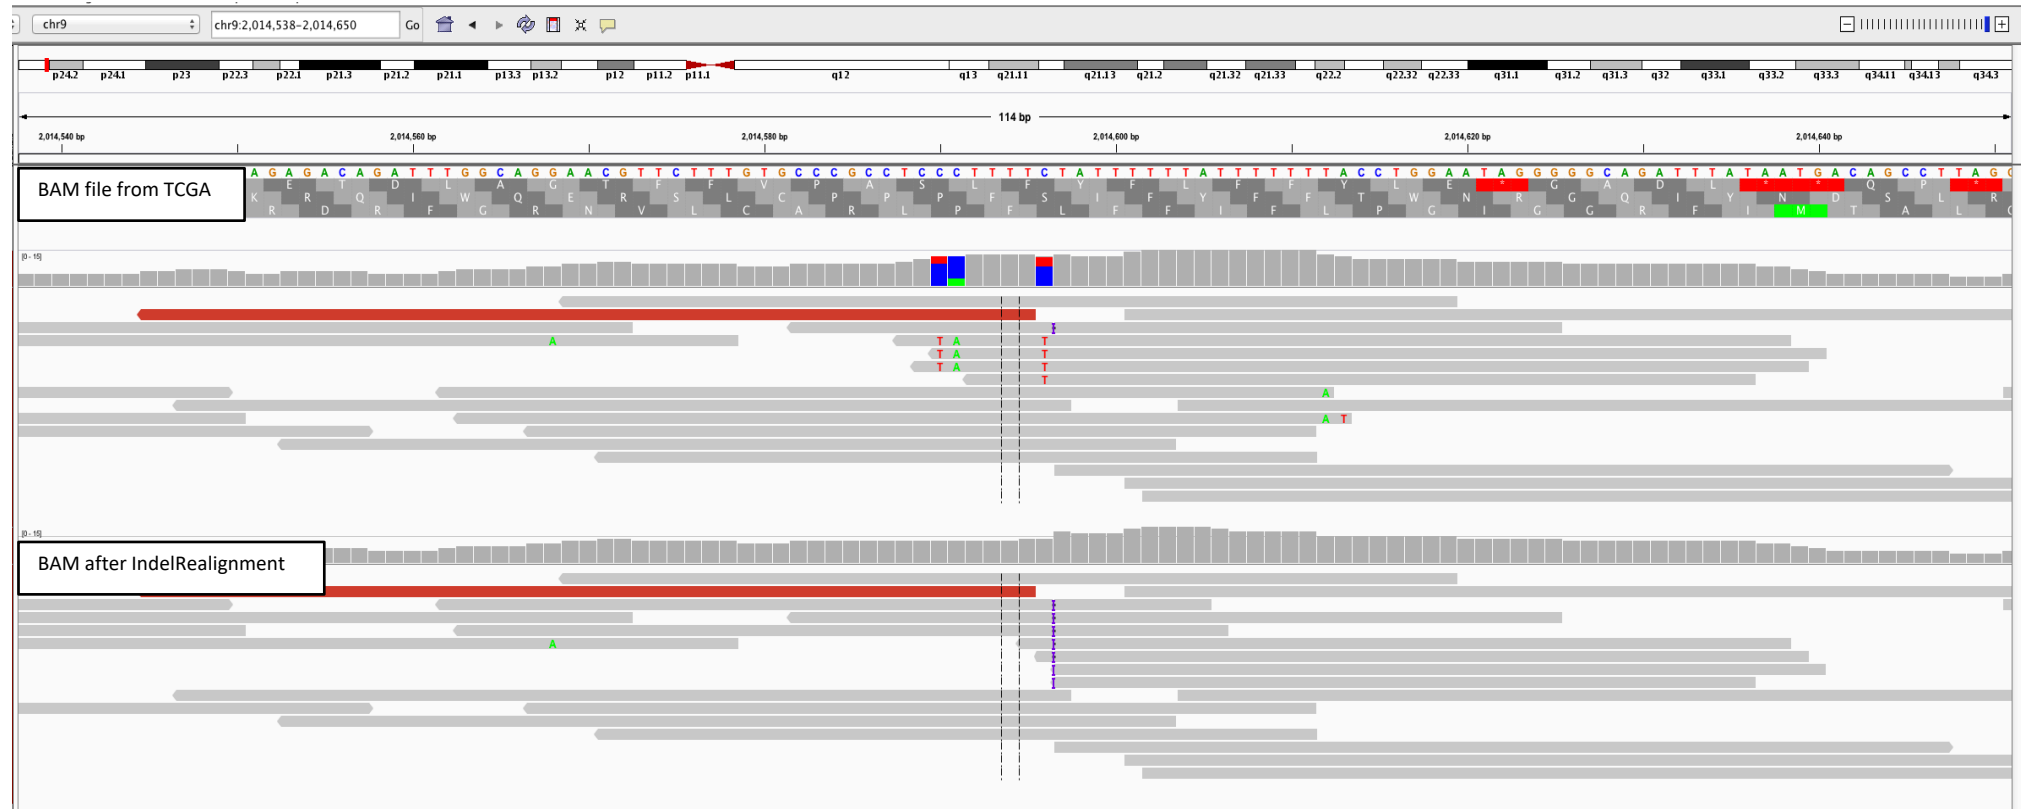 chr9 chr9:2,014,538-2,014,650 Go
p24.2 p24.1 p23 p22.3 p22.1 p21.3 p21.2 p21.1 p13.3 p13.2 p12 p11.2 p11.1 q12 q13 q21.11 q21.13 q21.2 q21.32 q21.33 q22.2 q22.32 q22.33 q31.1 q31.2 q31.3 q32 q33.1 q33.2 q33.3 q34.11 q34.13 q34.3
114 bp
2,014,540 bp 2,014,560 bp 2,014,580 bp 2,014,600 bp 2,014,620 bp 2,014,640 bp
BAM file from TCGA
A G A G A C A G A T T T G G C A G G A A C G T T C T T T G T G C C C G C C T C C C T T T T C T A T T T T T T A T T T T T T T A C C T G G A A T A G G G G G C A G A T T T A T A A T G A C A G C C T T A G
K E T D L A G T F F V P A S L Y F L F F Y L E * G A D L * * Q P *
R Q I W Q E R S L C P P P F S I F Y F F T W N R G Q I Y N D S L R
R D R F G R N V L C A R L P F L I F F I F L P G I G G R F I M T A L
[0 - 15]
A T A T
T A T
T A T
T
A
A T
[0 - 15]
BAM after IndelRealignment
A